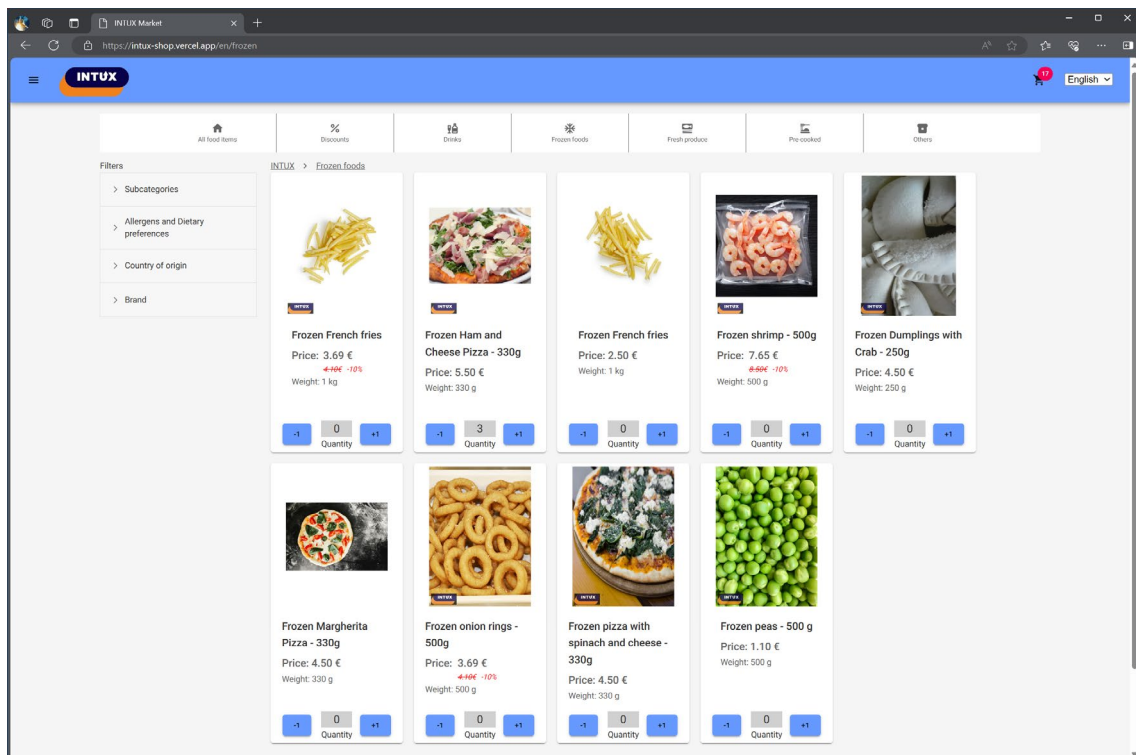 INTUX Market
https://intux-shop.vercel.app/en/frozen
INTUX
17
English
All food items
Discounts
Drinks
Frozen foods
Fresh produce
Pre-cooked
Others
Filters
Subcategories
Allergens and Dietary
preferences
Country of origin
Brand
INTUX > Frozen foods
INTUX
Frozen French fries
Price: 3.69 €
4.10€ -10%
Weight: 1 kg
-1
0
+1
Quantity
INTUX
Frozen Ham and
Cheese Pizza - 330g
Price: 5.50 €
Weight: 330 g
-1
3
+1
Quantity
INTUX
Frozen French fries
Price: 2.50 €
Weight: 1 kg
-1
0
+1
Quantity
INTUX
Frozen shrimp - 500g
Price: 7.65 €
8.50€ -10%
Weight: 500 g
-1
0
+1
Quantity
INTUX
Frozen Dumplings with
Crab - 250g
Price: 4.50 €
Weight: 250 g
-1
0
+1
Quantity
Frozen Margherita
Pizza - 330g
Price: 4.50 €
Weight: 330 g
-1
0
+1
Quantity
INTUX
Frozen onion rings -
500g
Price: 3.69 €
4.10€ -10%
Weight: 500 g
-1
0
+1
Quantity
INTUX
Frozen pizza with
spinach and cheese -
330g
Price: 4.50 €
Weight: 330 g
-1
0
+1
Quantity
INTUX
Frozen peas - 500 g
Price: 1.10 €
Weight: 500 g
-1
0
+1
Quantity